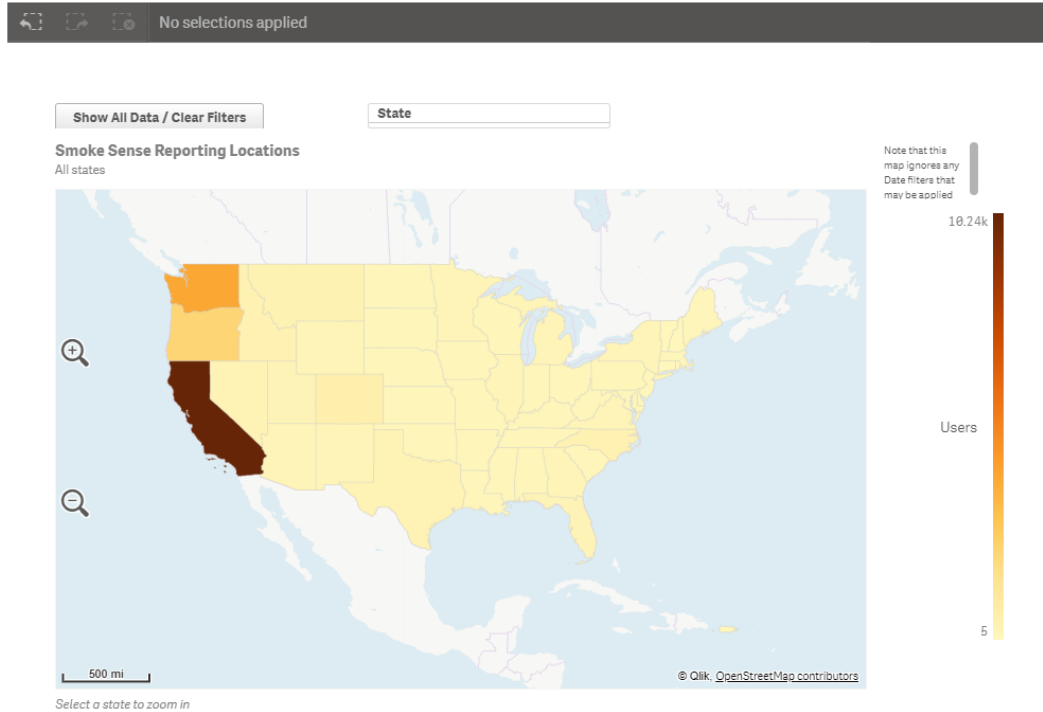 No selections applied
Show All Data / Clear Filters
State
Smoke Sense Reporting Locations
All states
Note that this
map ignores any
Date filters that
may be applied
10.24k
Users
5
500 mi
© Qlik, OpenStreetMap contributors
Select a state to zoom in